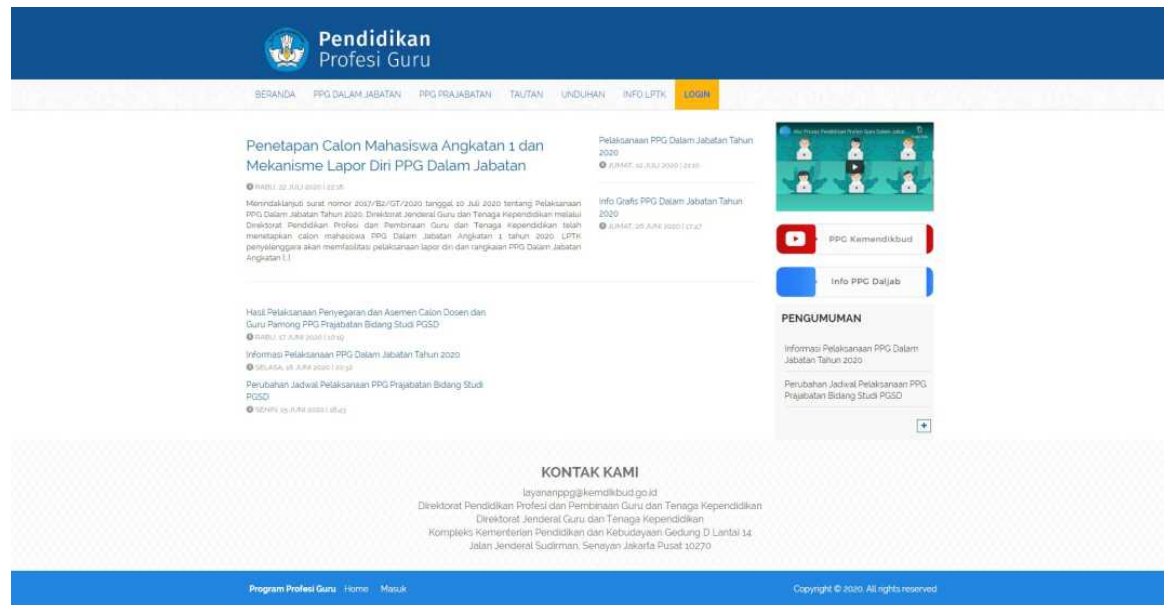 Pendidikan
Profesi Guru
BERANDA PPG DALAM JABATAN PPG PRAJABATAN TAUTAN UNDUHAN INFO LPTK LOGIN
Penetapan Calon Mahasiswa Angkatan 1 dan
Mekanisme Lapor Diri PPG Dalam Jabatan
RABU, 22 JULI 2020 |
Menindaklanjuti surat nomor 2017/B2/GT/2020 tanggal 10 Juli 2020 tentang Pelaksanaan
PPG Dalam Jabatan Tahun 2020, Direktorat Jenderal Guru dan Tenaga Kependidikan melalui
Direktorat Pendidikan Profesi dan Pembinaan Guru dan Tenaga Kependidikan telah
menetapkan calon mahasiswa PPG Dalam Jabatan Angkatan 1 tahun 2020. LPTK
penyelenggara akan memfasilitasi pelaksanaan lapor diri dan rangkaian PPG Dalam Jabatan
Angkatan [..]
Pelaksanaan PPG Dalam Jabatan Tahun
2020
JUMAT, 10 JULI 2020 |
Info Grafis PPG Dalam Jabatan Tahun
2020
JUMAT, 26 JUNI 2020 | 17:47
Hasil Pelaksanaan Penyegaran dan Asemen Calon Dosen dan
Guru Pamong PPG Prajabatan Bidang Studi PGSD
RABU, 17 JUNI 2020 | 10:19
Informasi Pelaksanaan PPG Dalam Jabatan Tahun 2020
SELASA, 16 JUNI 2020 |
Perubahan Jadwal Pelaksanaan PPG Prajabatan Bidang Studi
PGSD
SENIN, 15 JUNI 2020 | 18:43
PPG Kemendikbud
Info PPG Daljab
PENGUMUMAN
Informasi Pelaksanaan PPG Dalam
Jabatan Tahun 2020
Perubahan Jadwal Pelaksanaan PPG
Prajabatan Bidang Studi PGSD
+
KONTAK KAMI
layananppg@kemdikbud.go.id
Direktorat Pendidikan Profesi dan Pembinaan Guru dan Tenaga Kependidikan
Direktorat Jenderal Guru dan Tenaga Kependidikan
Kompleks Kementerian Pendidikan dan Kebudayaan Gedung D Lantai 14
Jalan Jenderal Sudirman, Senayan Jakarta Pusat 10270
Program Profesi Guru Home Masuk
Copyright © 2020. All rights reserved